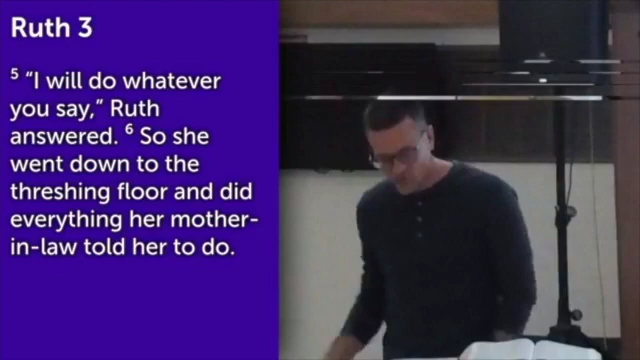 Ruth 3
5 “I will do whatever
you say,” Ruth
answered. 6 So she
went down to the
threshing floor and did
everything her mother-
in-law told her to do.